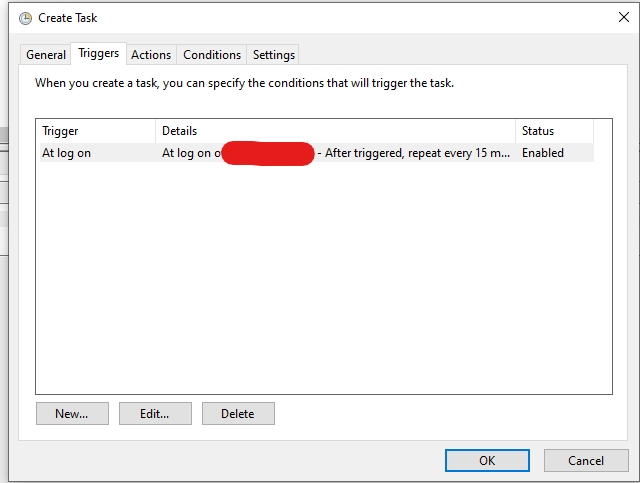 Create Task
General Triggers Actions Conditions Settings
When you create a task, you can specify the conditions that will trigger the task.
Trigger Details Status
At log on At log on o - After triggered, repeat every 15 m... Enabled
New... Edit... Delete
OK Cancel